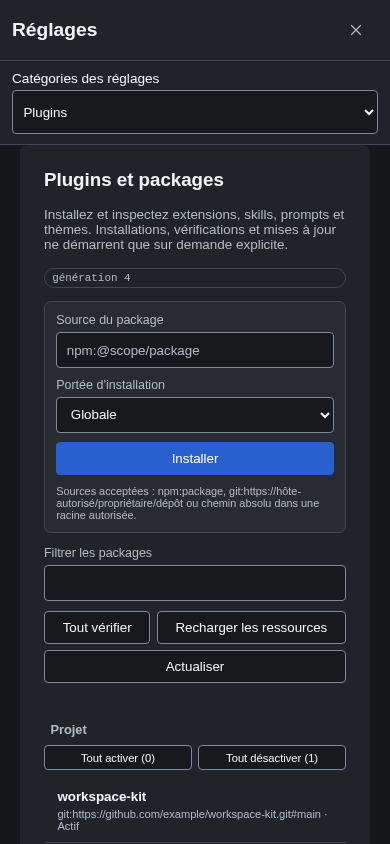 Réglages
Catégories des réglages
Plugins
Plugins et packages
Installez et inspectez extensions, skills, prompts et
thèmes. Installations, vérifications et mises à jour
ne démarrent que sur demande explicite.
génération 4
Source du package
npm:@scope/package
Portée d'installation
Globale
Installer
Sources acceptées : npm:package, git:https://hôte-
autorisé/propriétaire/dépôt ou chemin absolu dans une
racine autorisée.
Filtrer les packages
Tout vérifier
Recharger les ressources
Actualiser
Projet
Tout activer (0)
Tout désactiver (1)
workspace-kit
git:https://github.com/example/workspace-kit.git#main ·
Actif